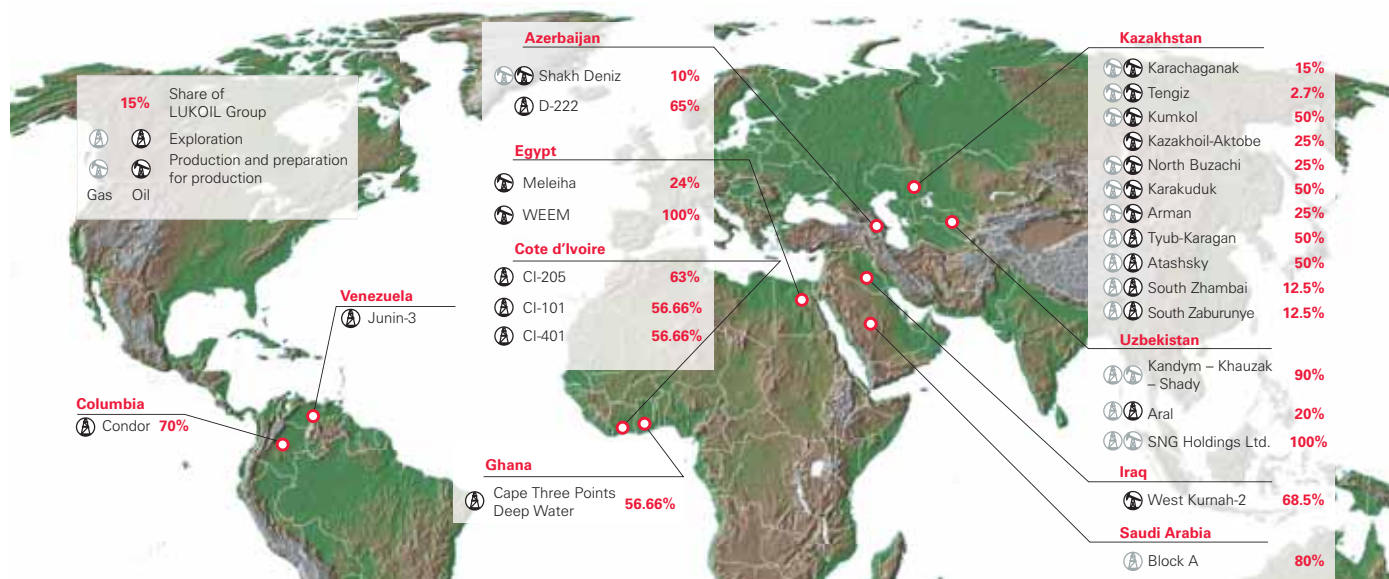 15% Share of
LUKOIL Group
Exploration
Production and preparation
for production
Gas Oil
Venezuela
Junin-3
Columbia
Condor 70%
Azerbaijan
Shakh Deniz 10%
D-222 65%
Egypt
Meleiha 24%
WEEM 100%
Cote d'Ivoire
CI-205 63%
CI-101 56.66%
CI-401 56.66%
Ghana
Cape Three Points
Deep Water 56.66%
Kazakhstan
Karachaganak 15%
Tengiz 2.7%
Kumkol 50%
Kazakhoil-Aktobe 25%
North Buzachi 25%
Karakuduk 50%
Arman 25%
Tyub-Karagan 50%
Atashsky 50%
South Zhambai 12.5%
South Zaburunye 12.5%
Uzbekistan
Kandym – Khauzak
– Shady 90%
Aral 20%
SNG Holdings Ltd. 100%
Iraq
West Kurnah-2 68.5%
Saudi Arabia
Block A 80%